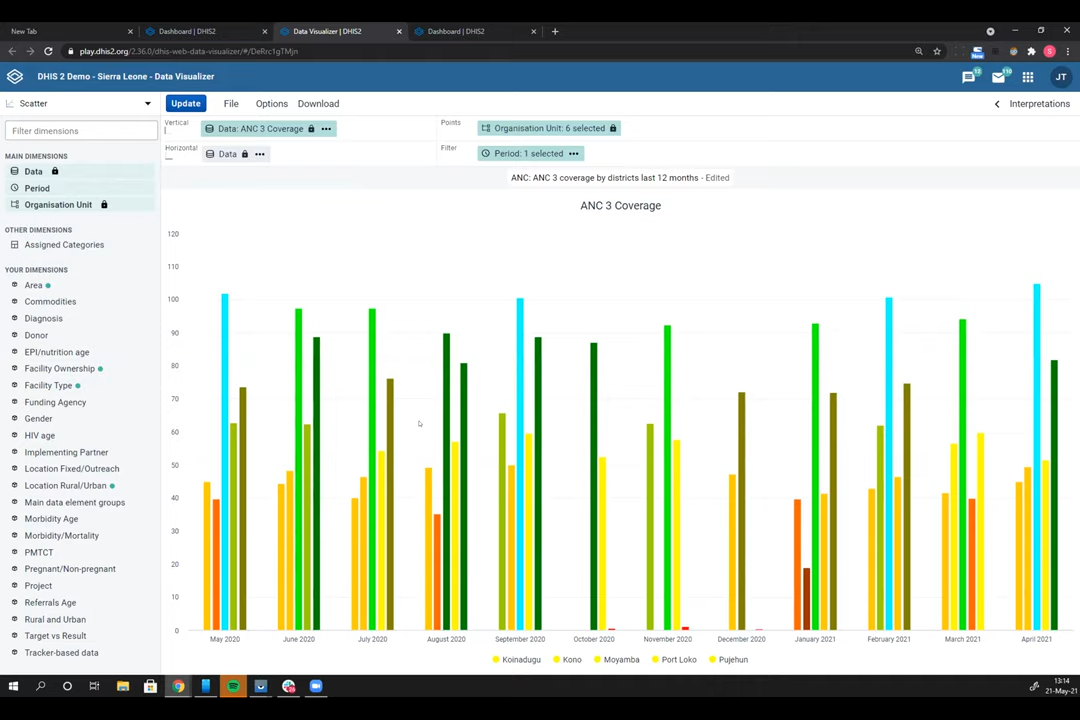 New Tab
Dashboard | DHIS2
Data Visualizer | DHIS2
Dashboard | DHIS2
play.dhis2.org/2.36.0/dhis-web-data-visualizer/#/DeRrc1gTMjn
New
S
DHIS 2 Demo - Sierra Leone - Data Visualizer
JT
Scatter
Update File Options Download
Interpretations
Filter dimensions
Vertical
Data: ANC 3 Coverage
Points
Organisation Unit: 6 selected
Horizontal
Data
Filter
Period: 1 selected
MAIN DIMENSIONS
Data
Period
Organisation Unit
OTHER DIMENSIONS
Assigned Categories
YOUR DIMENSIONS
Area
Commodities
Diagnosis
Donor
EPI/nutrition age
Facility Ownership
Facility Type
Funding Agency
Gender
HIV age
Implementing Partner
Location Fixed/Outreach
Location Rural/Urban
Main data element groups
Morbidity Age
Morbidity/Mortality
PMTCT
Pregnant/Non-pregnant
Project
Referrals Age
Rural and Urban
Target vs Result
Tracker-based data
ANC: ANC 3 coverage by districts last 12 months - Edited
ANC 3 Coverage
120
110
100
90
80
70
60
50
40
30
20
10
0
May 2020 June 2020 July 2020 August 2020 September 2020 October 2020 November 2020 December 2020 January 2021 February 2021 March 2021 April 2021
Koinadugu Kono Moyamba Port Loko Pujehun
13:14
21-May-21